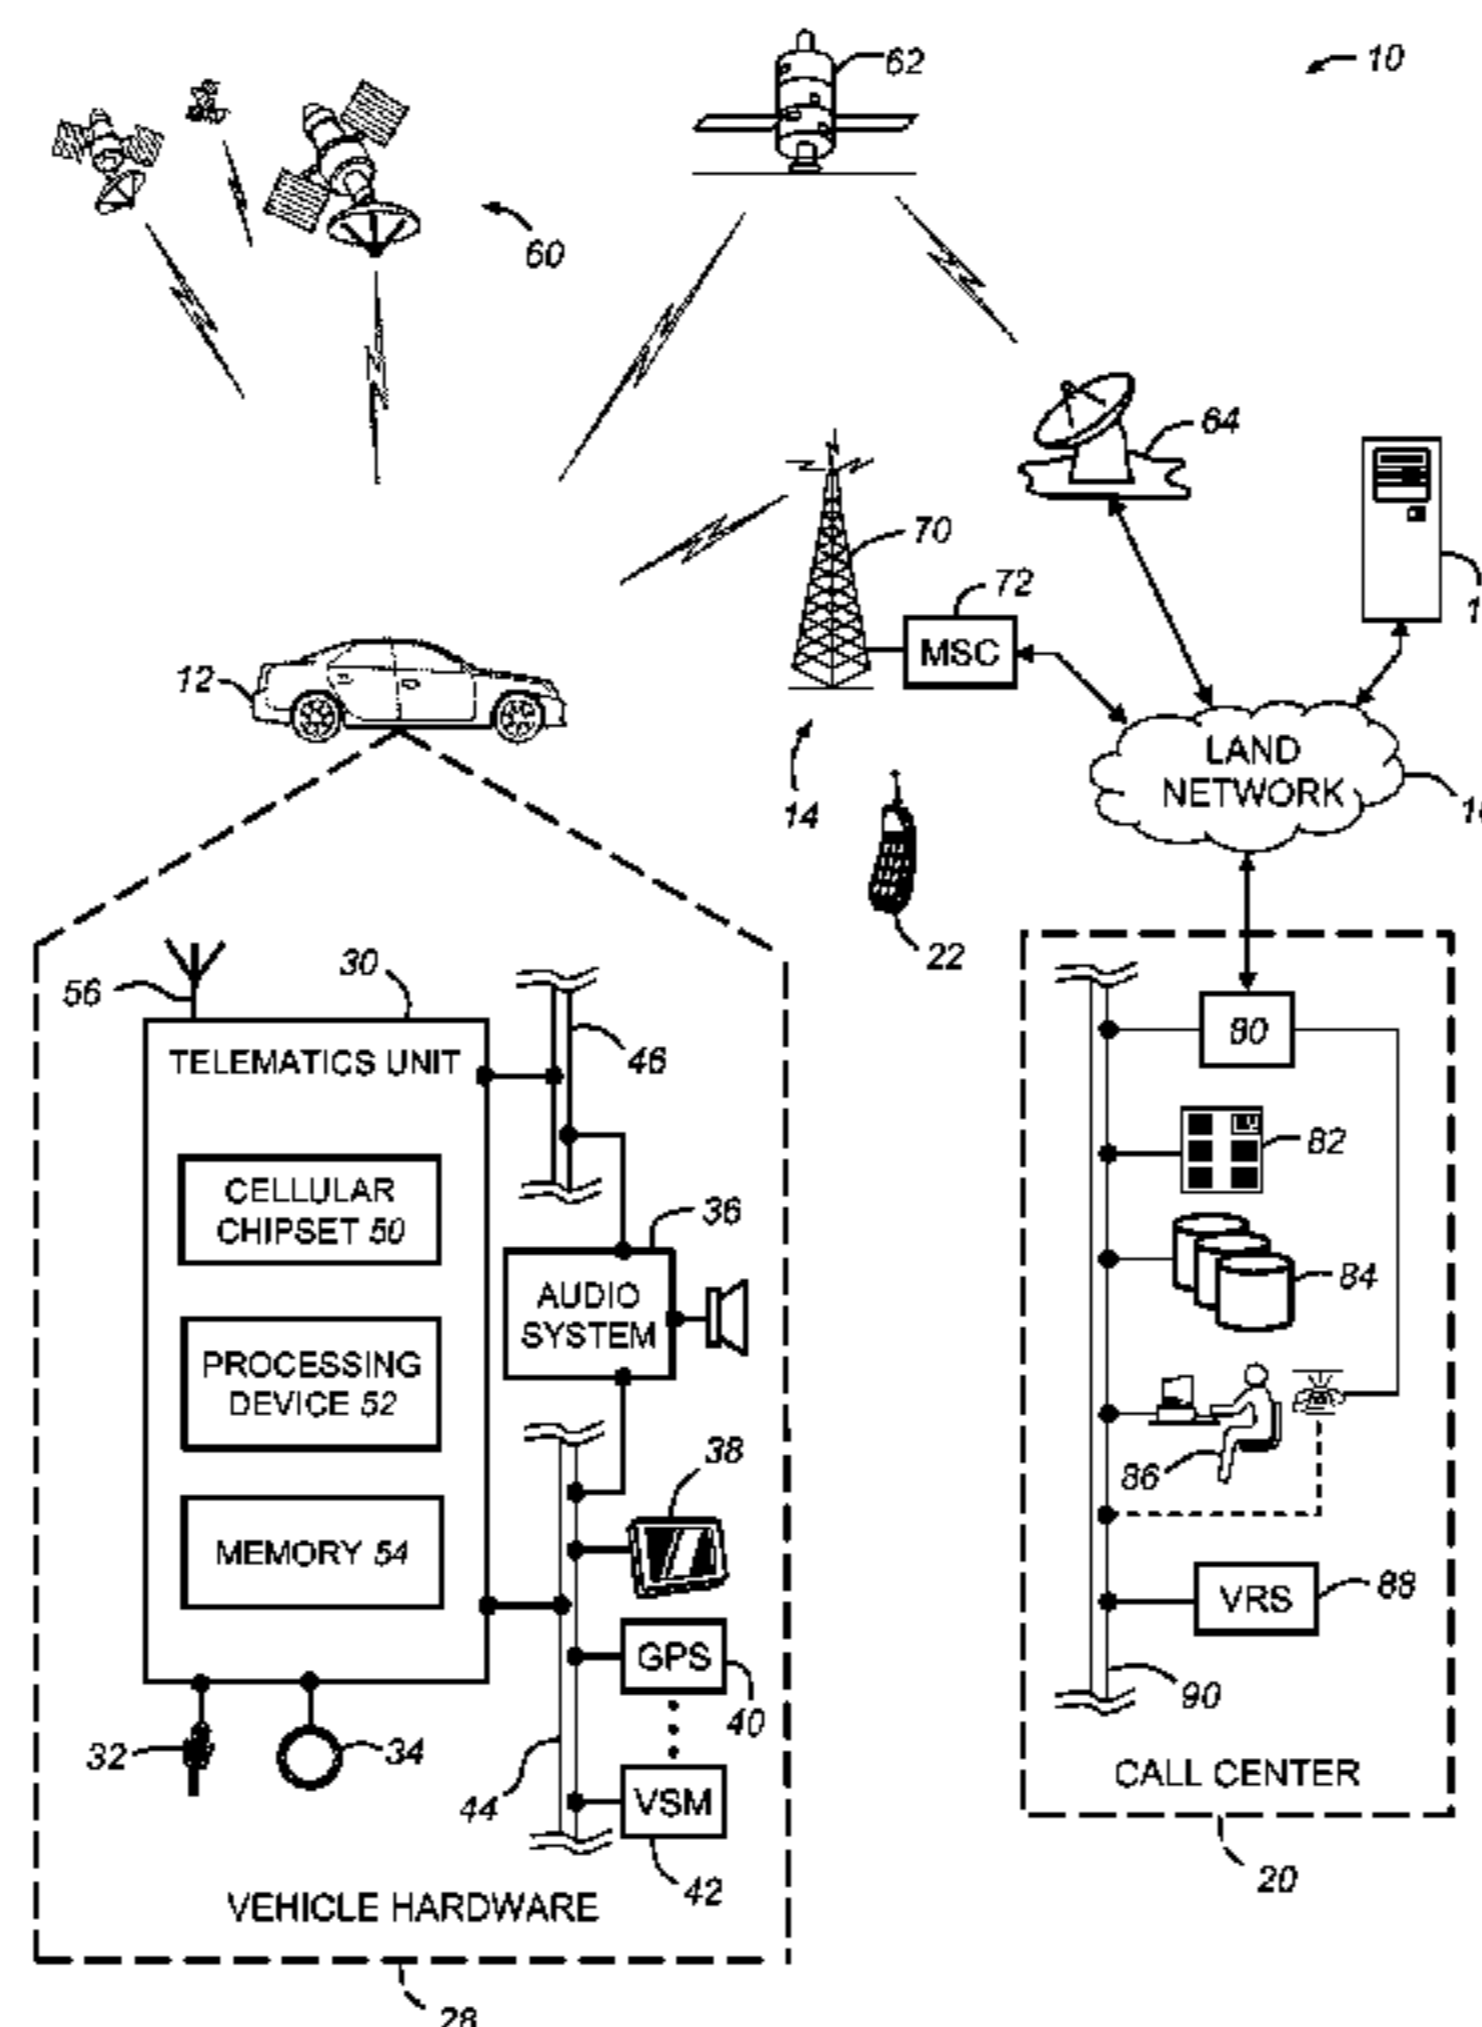 62
10
60
64
70
72
MSC
12
14
LAND
NETWORK
22
56
30
46
TELEMATICS UNIT
80
82
CELLULAR
CHIPSET 50
36
AUDIO
SYSTEM
84
PROCESSING
DEVICE 52
38
86
MEMORY 54
VRS
88
GPS
40
90
32
34
44
VSM
CALL CENTER
42
20
VEHICLE HARDWARE
28